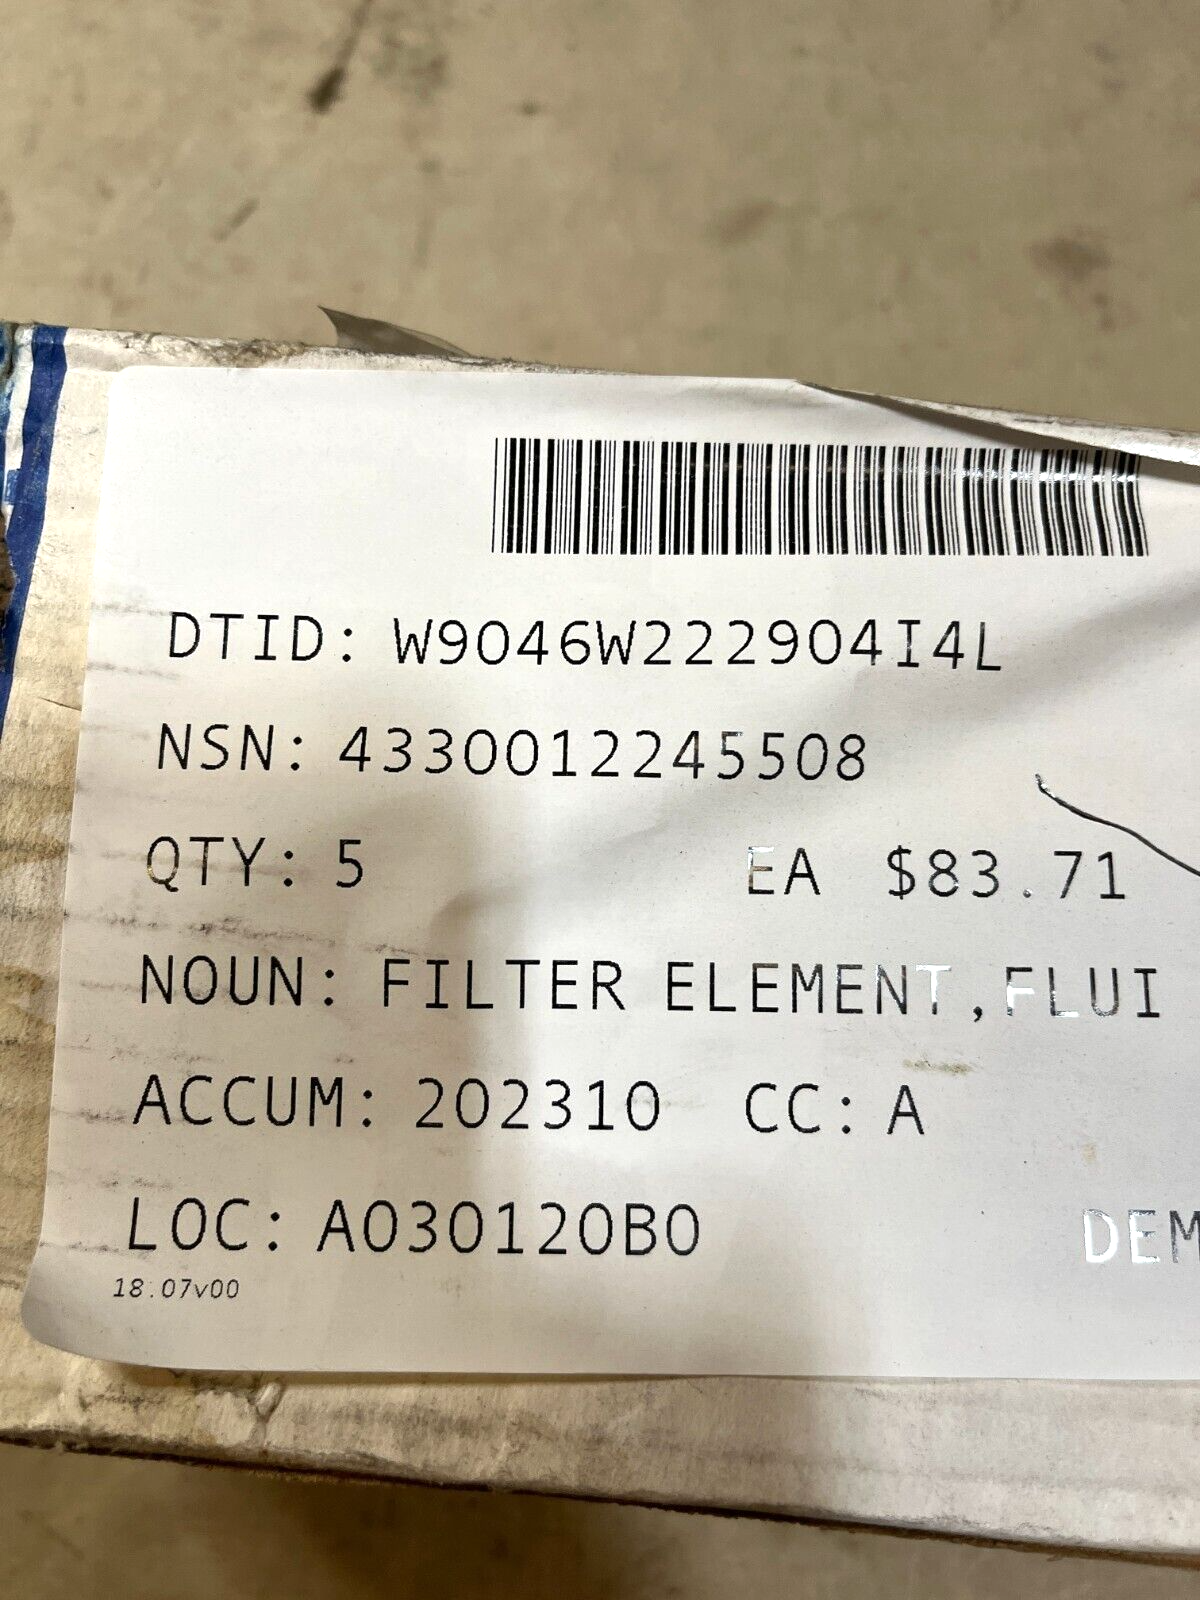 DTID: W9046W222904I4L
NSN: 4330012245508
QTY: 5 EA $83.71
NOUN: FILTER ELEMENT,FLUI
ACCUM: 202310 CC: A
LOC: A030120B0 DEM
18.07v00